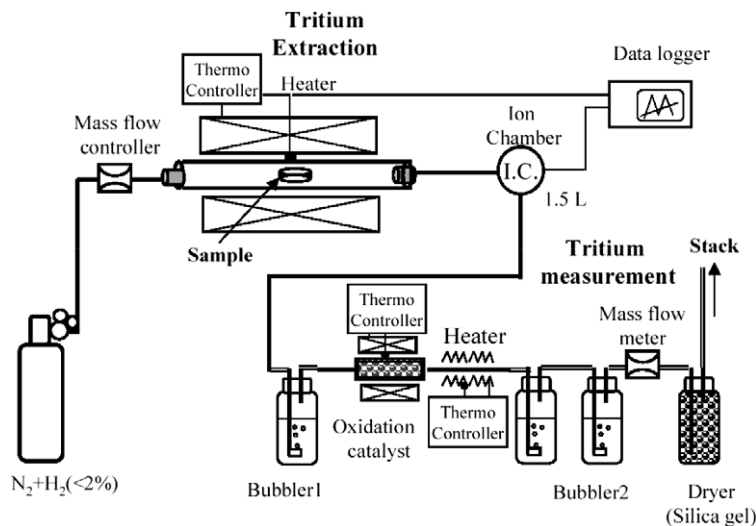 Tritium
Extraction
Thermo
Controller
Heater
Data logger
Mass flow
controller
Ion
Chamber
I.C.
1.5 L
Sample
Tritium
measurement
Stack
Thermo
Controller
Heater
Mass flow
meter
Oxidation
catalyst
Thermo
Controller
N₂+H₂(<2%)
Bubbler1
Bubbler2
Dryer
(Silica gel)